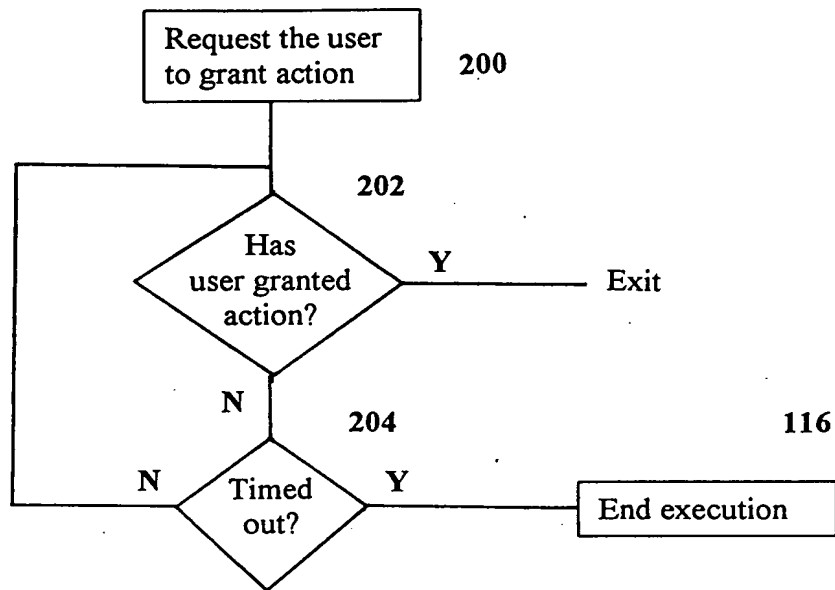 Request the user
to grant action
200
202
Has
user granted
action?
Y
Exit
N
204
116
N
Timed
out?
Y
End execution